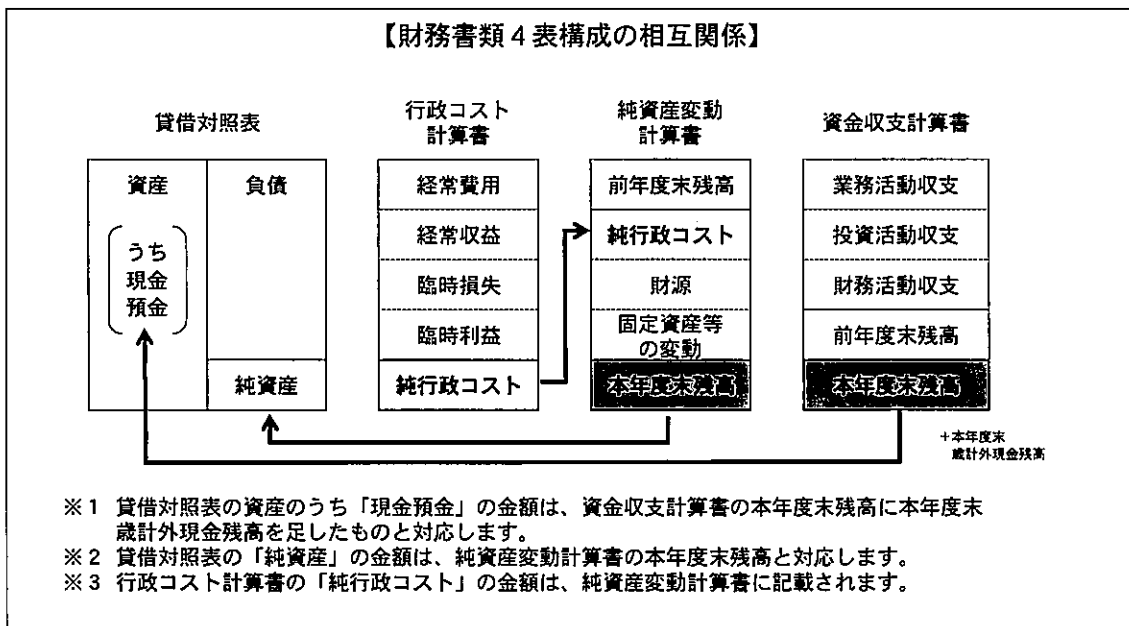 【財務書類4表構成の相互関係】
貸借対照表
資産
うち
現金
預金
負債
純資産
行政コスト
計算書
経常費用
経常収益
臨時損失
臨時利益
純行政コスト
純資産変動
計算書
前年度末残高
純行政コスト
財源
固定資産等
の変動
本年度末残高
資金収支計算書
業務活動収支
投資活動収支
財務活動収支
前年度末残高
本年度末残高
+本年度末
歳計外現金残高
※1 貸借対照表の資産のうち「現金預金」の金額は、資金収支計算書の本年度末残高に本年度末
歳計外現金残高を足したものと対応します。
※2 貸借対照表の「純資産」の金額は、純資産変動計算書の本年度末残高と対応します。
※3 行政コスト計算書の「純行政コスト」の金額は、純資産変動計算書に記載されます。